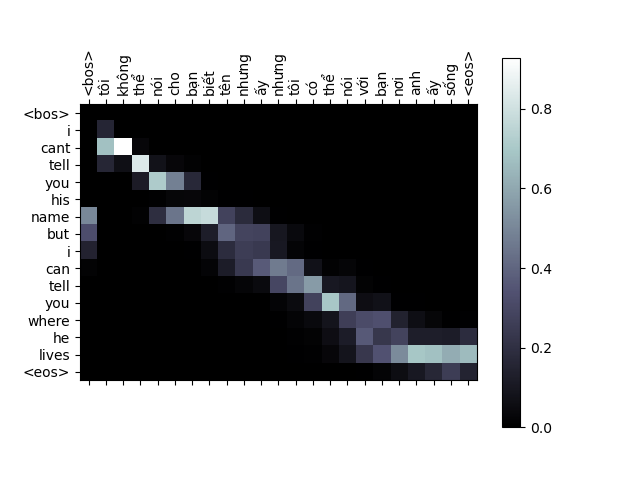 <bos> tôi không thể nói cho bạn biết tên nhưng ấy nhưng tôi có thể nói với bạn nơi anh ấy sống <eos>
<bos>
i
cant
tell
you
his
name
but
i
can
tell
you
where
he
lives
<eos>
0.8
0.6
0.4
0.2
0.0